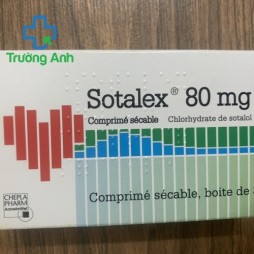 Trường Anh
Sotalex® 80 mg
Comprimé sécable
Chlorhydrate de sotalol
CHEPLA
PHARM
Comprimé sécable, boite de